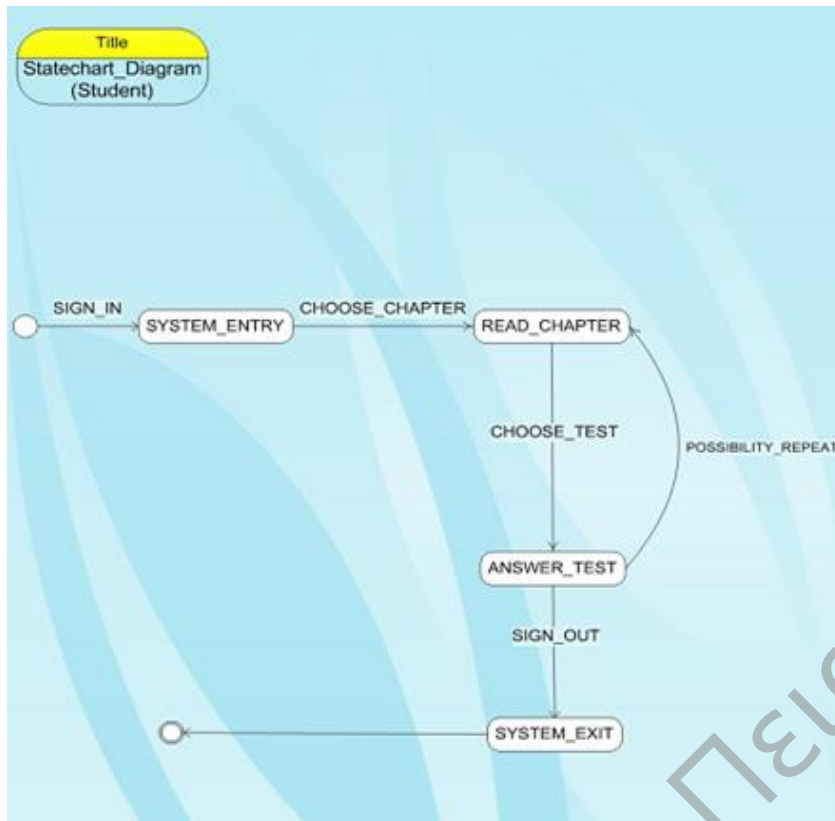 Title
Statechart_Diagram
(Student)
SIGN_IN
CHOOSE_CHAPTER
SYSTEM_ENTRY
READ_CHAPTER
CHOOSE_TEST
POSSIBILITY_REPEAT
ANSWER_TEST
SIGN_OUT
SYSTEM_EXIT